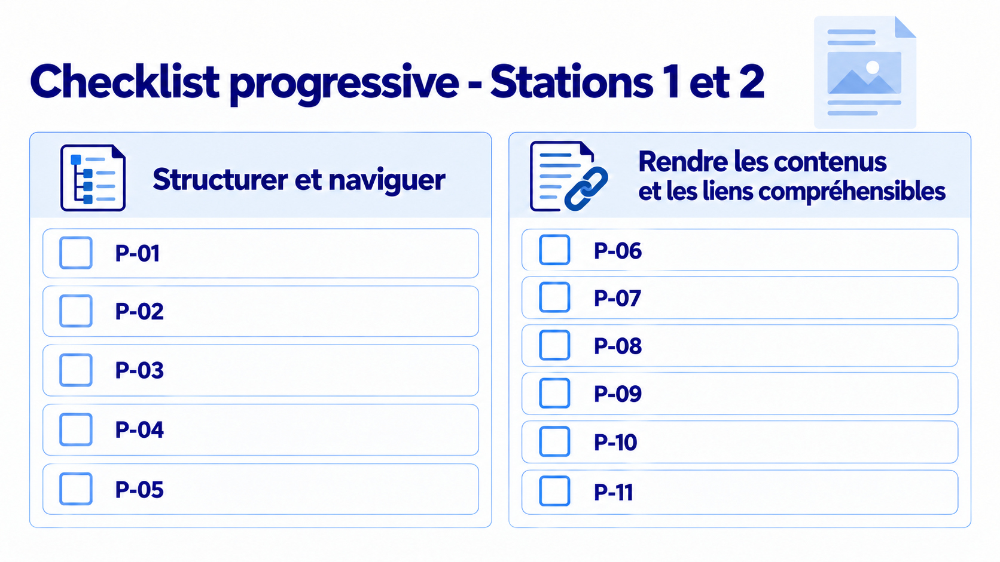 Checklist progressive - Stations 1 et 2
Structurer et naviguer
P-01
P-02
P-03
P-04
P-05
Rendre les contenus
et les liens compréhensibles
P-06
P-07
P-08
P-09
P-10
P-11